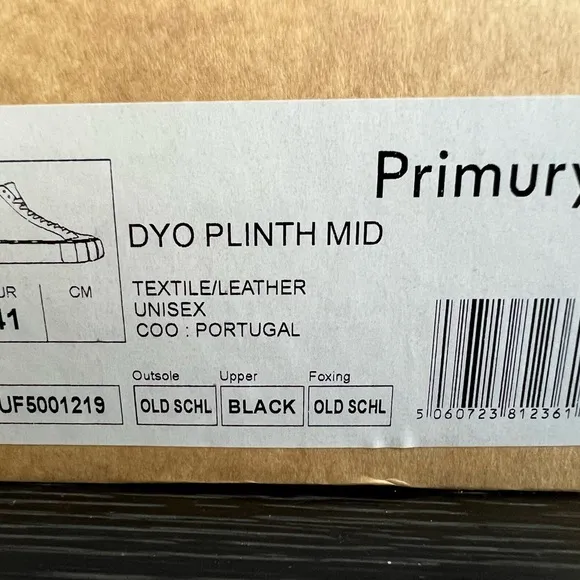 Primury
DYO PLINTH MID
UR CM
41
TEXTILE/LEATHER
UNISEX
COO : PORTUGAL
Outsole Upper Foxing
UF5001219 OLD SCHL BLACK OLD SCHL
5 060723 812361